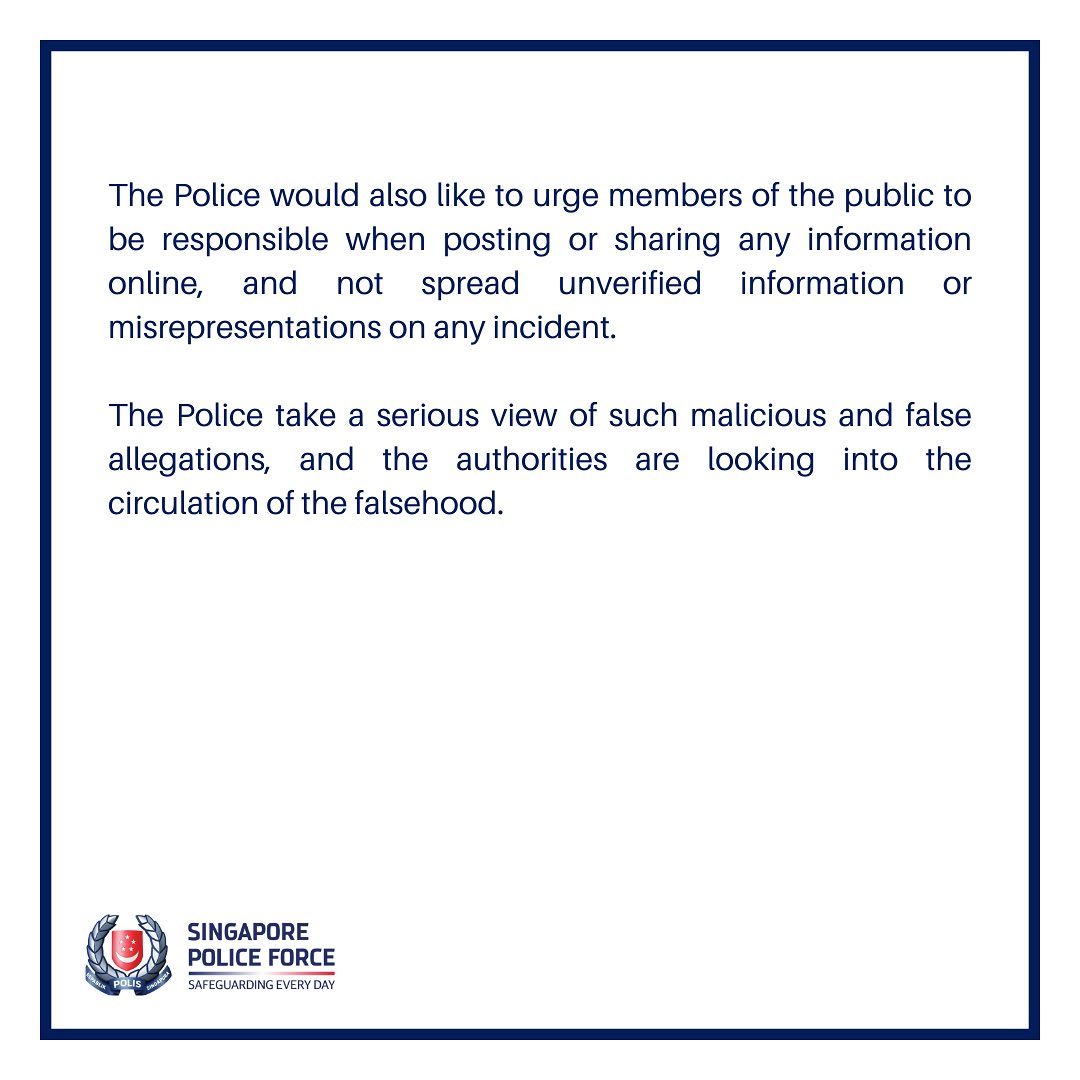 The Police would also like to urge members of the public to
be responsible when posting or sharing any information
online, and not spread unverified information or
misrepresentations on any incident.
The Police take a serious view of such malicious and false
allegations, and the authorities are looking into the
circulation of the falsehood.
SINGAPORE
POLICE FORCE
SAFEGUARDING EVERY DAY
REPUBLIK POLIS SINGAPURA